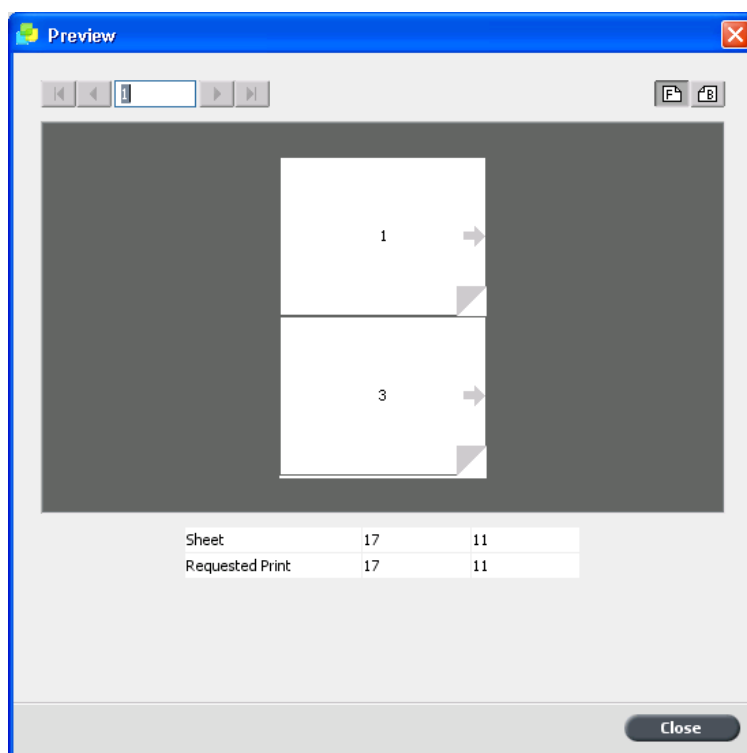 Preview
1
F B
1
3
Sheet 17 11
Requested Print 17 11
Close